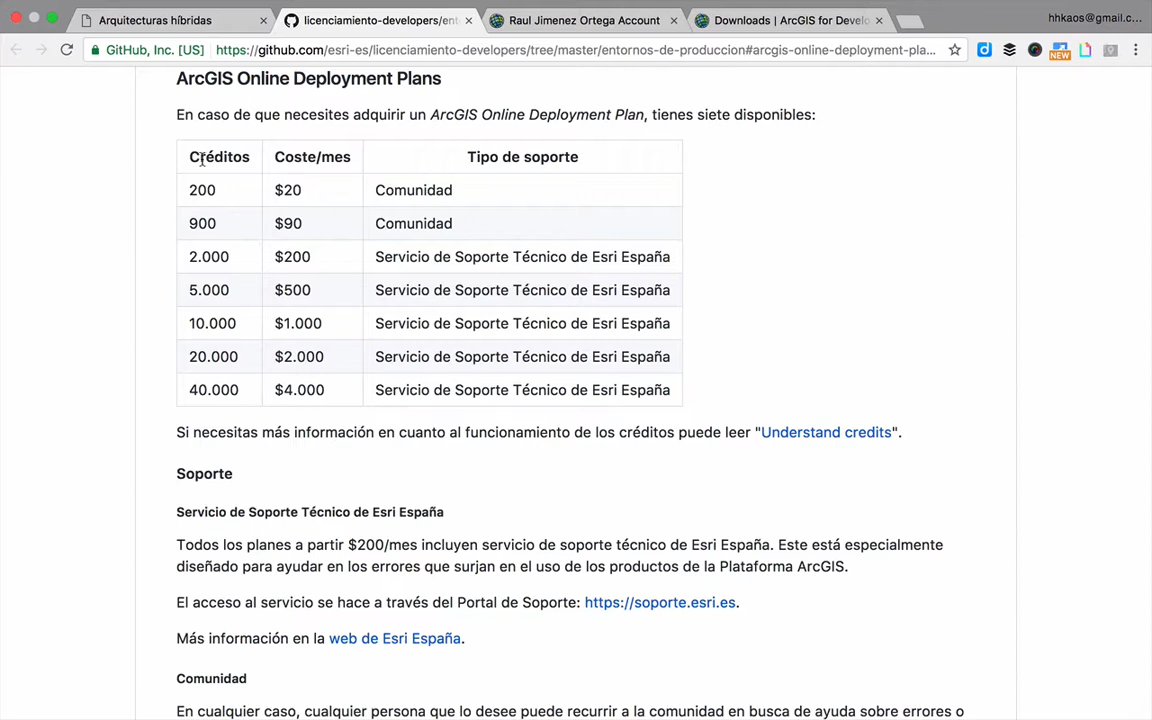 Arquitecturas híbridas
licenciamiento-developers/ent
Raul Jimenez Ortega Account
Downloads | ArcGIS for Develo
hhkaos@gmail.c...
GitHub, Inc. [US]
https://github.com/esri-es/licenciamiento-developers/tree/master/entornos-de-produccion#arcgis-online-deployment-pla...
NEW
ArcGIS Online Deployment Plans
En caso de que necesites adquirir un ArcGIS Online Deployment Plan, tienes siete disponibles:
Créditos Coste/mes Tipo de soporte
200 $20 Comunidad
900 $90 Comunidad
2.000 $200 Servicio de Soporte Técnico de Esri España
5.000 $500 Servicio de Soporte Técnico de Esri España
10.000 $1.000 Servicio de Soporte Técnico de Esri España
20.000 $2.000 Servicio de Soporte Técnico de Esri España
40.000 $4.000 Servicio de Soporte Técnico de Esri España
Si necesitas más información en cuanto al funcionamiento de los créditos puede leer "Understand credits".
Soporte
Servicio de Soporte Técnico de Esri España
Todos los planes a partir $200/mes incluyen servicio de soporte técnico de Esri España. Este está especialmente
diseñado para ayudar en los errores que surjan en el uso de los productos de la Plataforma ArcGIS.
El acceso al servicio se hace a través del Portal de Soporte: https://soporte.esri.es.
Más información en la web de Esri España.
Comunidad
En cualquier caso, cualquier persona que lo desee puede recurrir a la comunidad en busca de ayuda sobre errores o